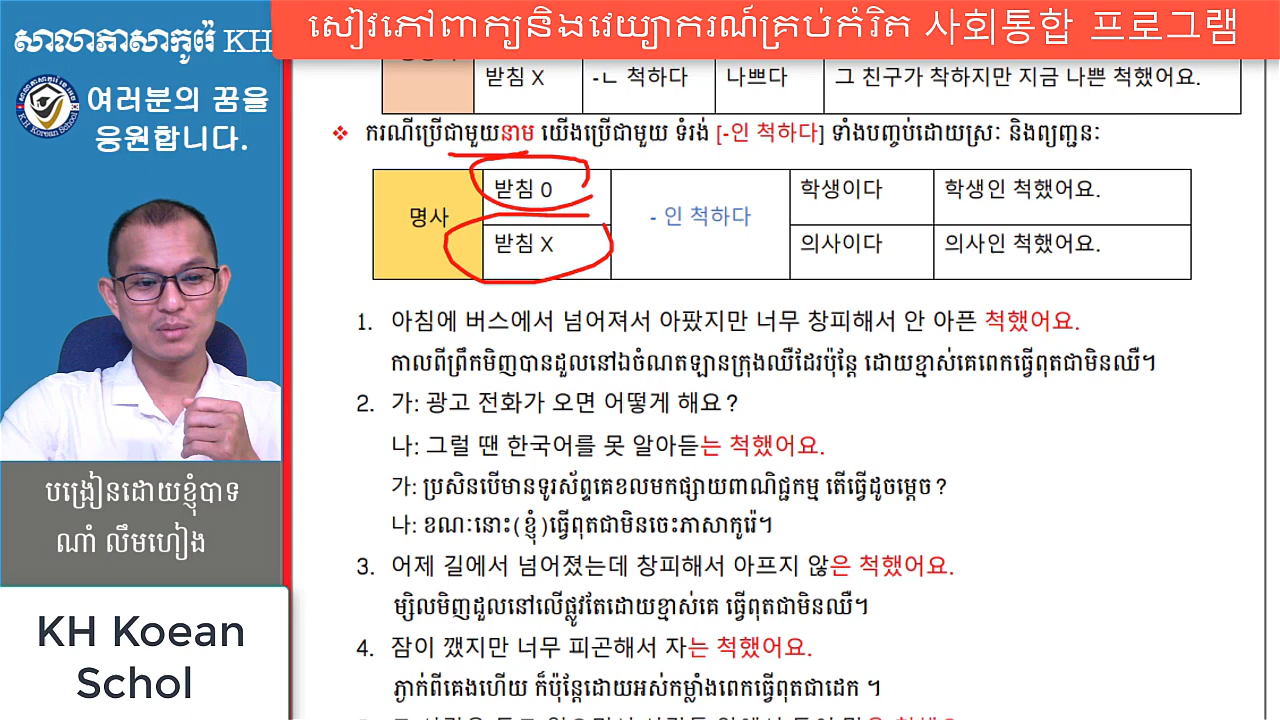 សាលាភាសាកូរ៉េ KH
여러분의 꿈을
응원합니다.
បង្រៀនដោយខ្ញុំបាទ
ណាំ លឹមហៀង
KH Koean
Schol
សៀវភៅពាក្យនិងវេយ្យាករណ៍គ្រប់កំរិត 사회통합 프로그램
받침 X -ㄴ 척하다 나쁘다 그 친구가 착하지만 지금 나쁜 척했어요.
❖ ករណីប្រើជាមួយនាម យើងប្រើជាមួយ ទំរង់ [-인 척하다] ទាំងបញ្ចប់ដោយស្រៈ និងព្យញ្ជនៈ
명사 받침 0 - 인 척하다 학생이다 학생인 척했어요.
받침 X 의사이다 의사인 척했어요.
1. 아침에 버스에서 넘어져서 아팠지만 너무 창피해서 안 아픈 척했어요.
កាលពីព្រឹកមិញបានដួលនៅឯចំណតឡានក្រុងឈឺដែរប៉ុន្តែ ដោយខ្មាស់គេពេកធ្វើពុតជាមិនឈឺ។
2. 가: 광고 전화가 오면 어떻게 해요?
나: 그럴 땐 한국어를 못 알아듣는 척했어요.
가: ប្រសិនបើមានទូរស័ព្ទគេខលមកផ្សាយពាណិជ្ជកម្ម តើធ្វើដូចម្តេច?
나: ខណៈនោះ(ខ្ញុំ)ធ្វើពុតជាមិនចេះភាសាកូរ៉េ។
3. 어제 길에서 넘어졌는데 창피해서 아프지 않은 척했어요.
ម្សិលមិញដួលនៅលើផ្លូវតែដោយខ្មាស់គេ ធ្វើពុតជាមិនឈឺ។
4. 잠이 깼지만 너무 피곤해서 자는 척했어요.
ភ្ងាក់ពីគេងហើយ ក៏ប៉ុន្តែដោយអស់កម្លាំងពេកធ្វើពុតជាដេក ។